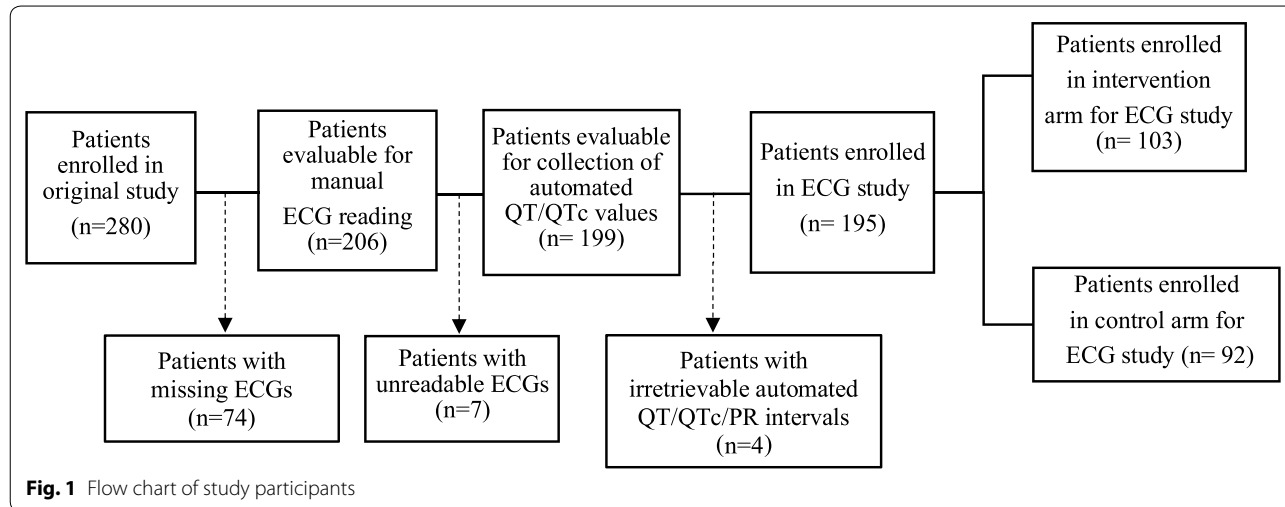 Patients
enrolled in
original study
(n=280)
Patients
evaluable for
manual
ECG reading
(n=206)
Patients evaluable
for collection of
automated
QT/QTc values
(n= 199)
Patients enrolled
in ECG study
(n= 195)
Patients enrolled
in intervention
arm for ECG study
(n= 103)
Patients enrolled
in control arm for
ECG study (n= 92)
Patients with
missing ECGs
(n=74)
Patients with
unreadable ECGs
(n=7)
Patients with
irretrievable automated
QT/QTc/PR intervals
(n=4)
Fig. 1 Flow chart of study participants